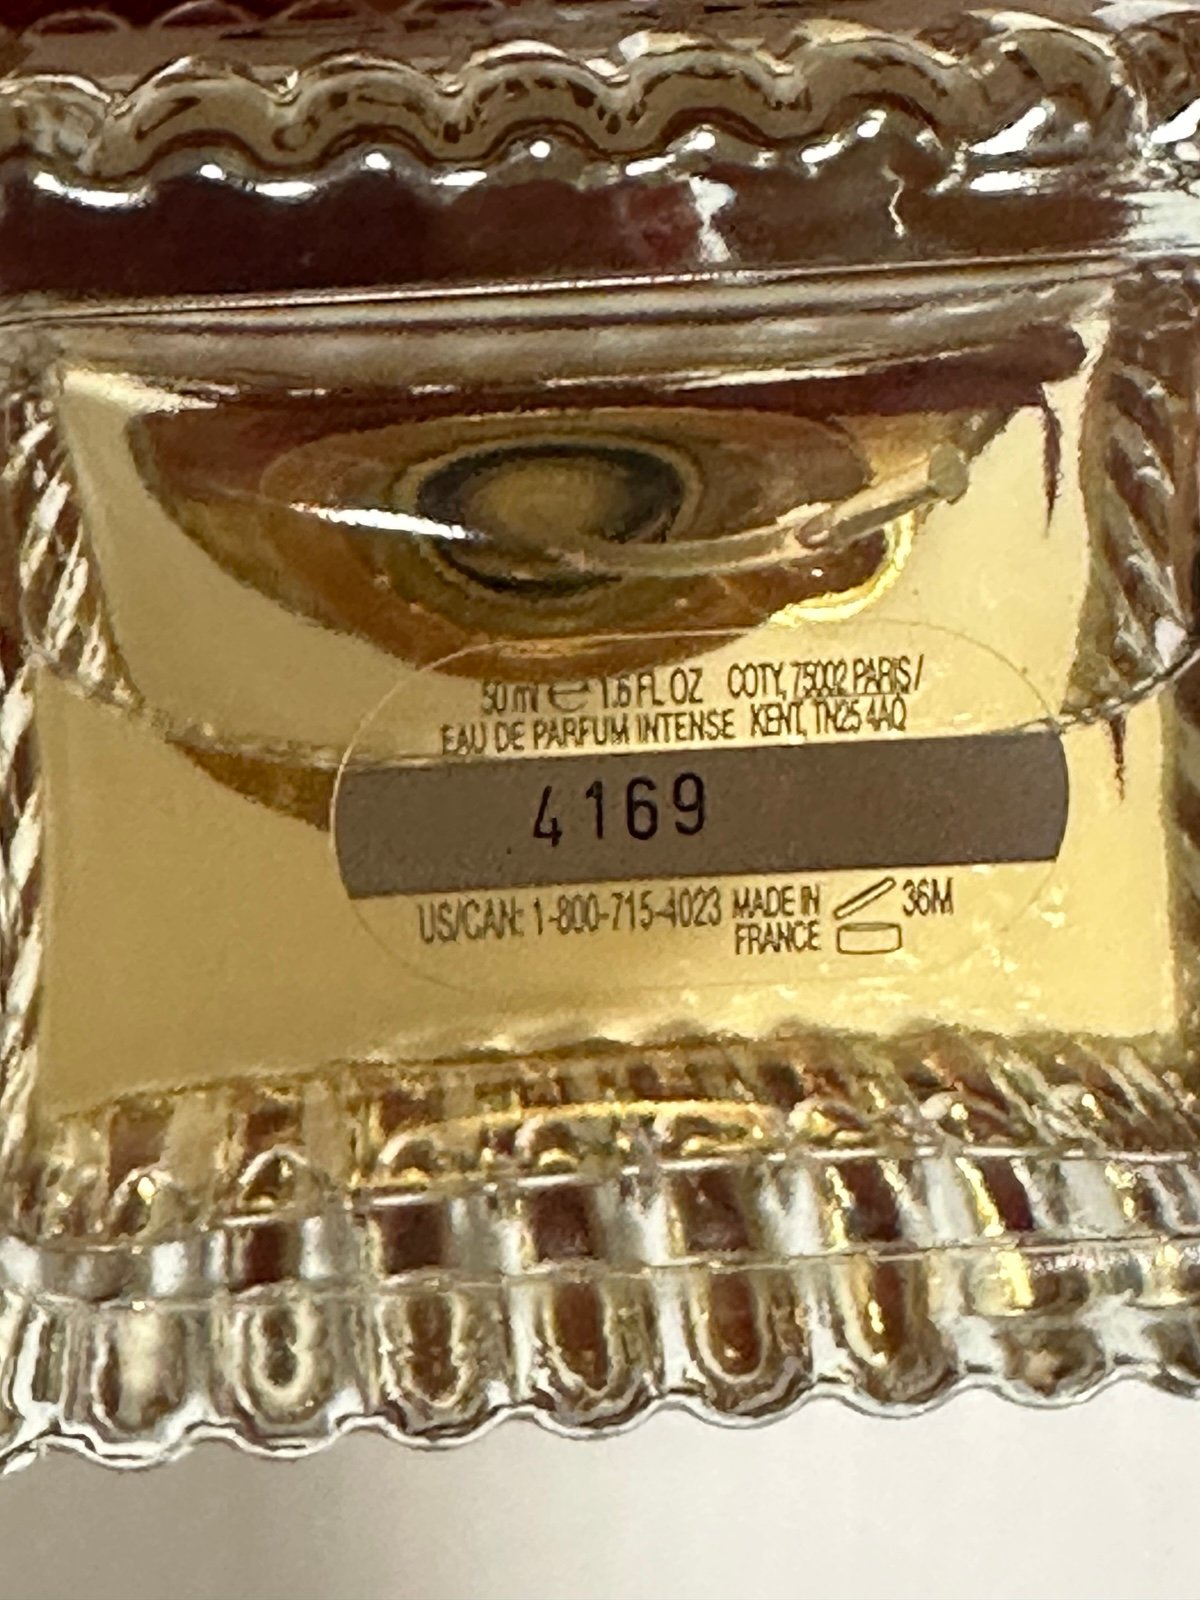 50 ml ℮ 1.6 FL OZ COTY, 75002 PARIS /
EAU DE PARFUM INTENSE KENT, TN25 4AQ
4169
US/CAN: 1-800-715-4023 MADE IN FRANCE 36M